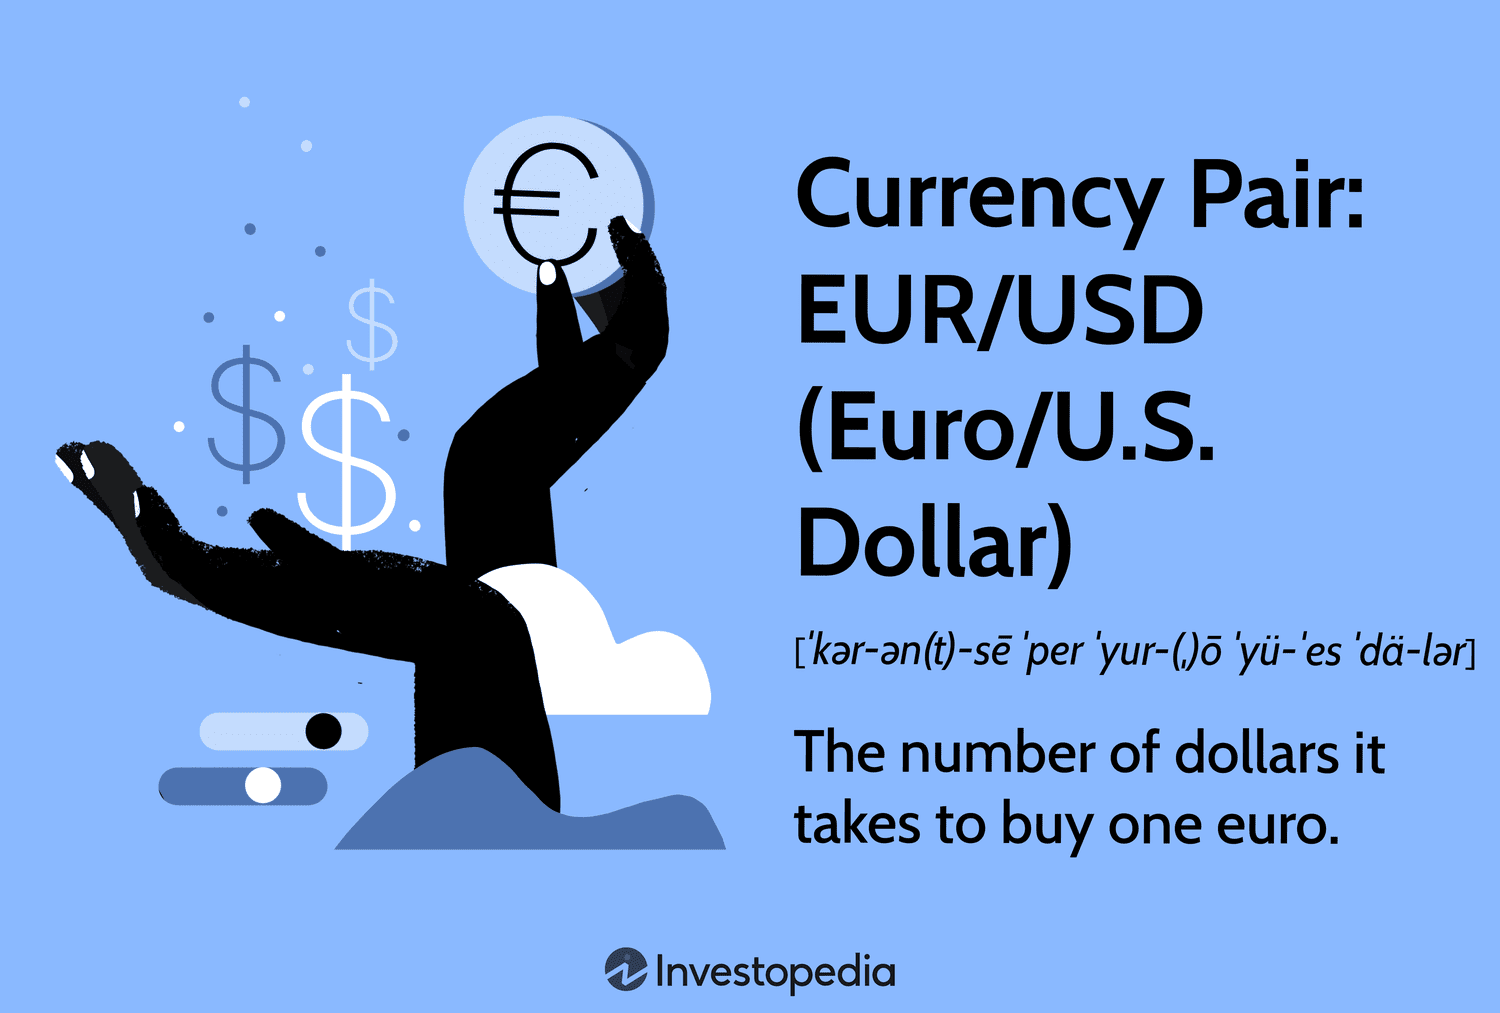 €
$
$
$
Currency Pair:
EUR/USD
(Euro/U.S.
Dollar)
[ˈkər-ən(t)-sē ˈper ˈyur-(ˌ)ō ˈyü-ˈes ˈdä-lər]
The number of dollars it
takes to buy one euro.
Investopedia